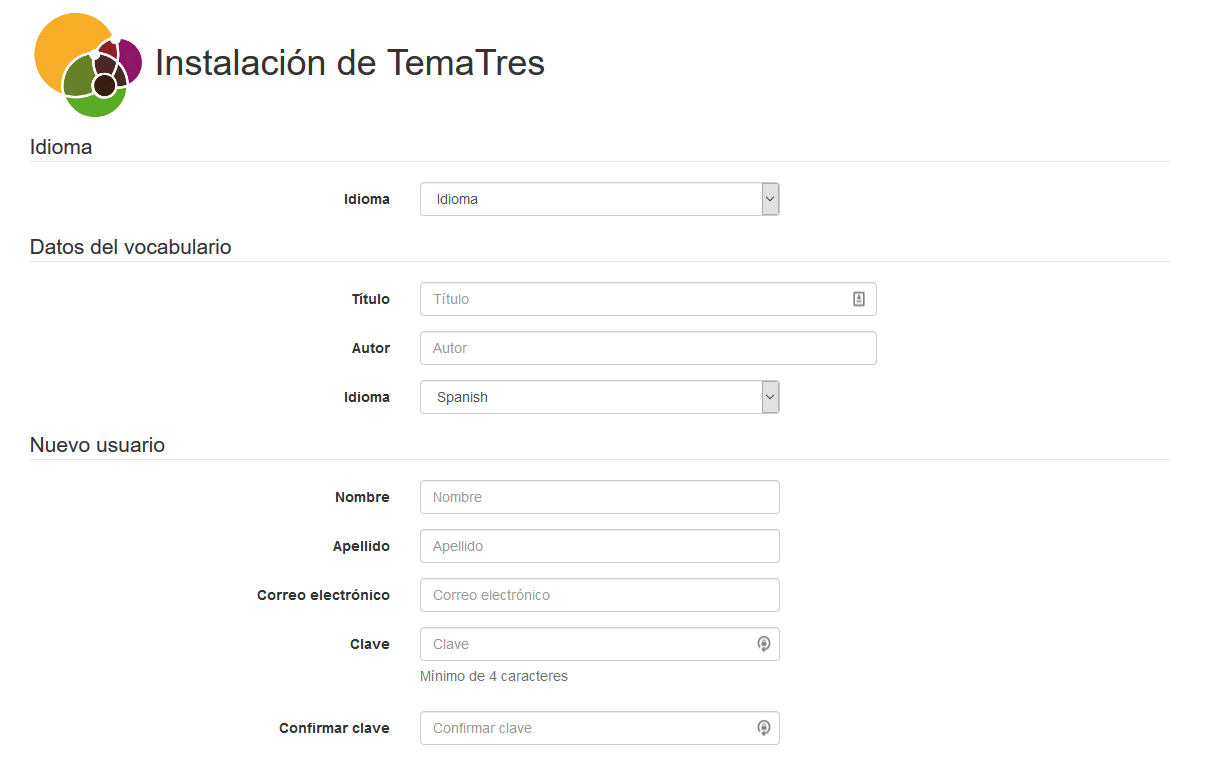 Instalación de TemaTres
Idioma
Idioma Idioma
Datos del vocabulario
Título Título
Autor Autor
Idioma Spanish
Nuevo usuario
Nombre Nombre
Apellido Apellido
Correo electrónico Correo electrónico
Clave Clave
Mínimo de 4 caracteres
Confirmar clave Confirmar clave